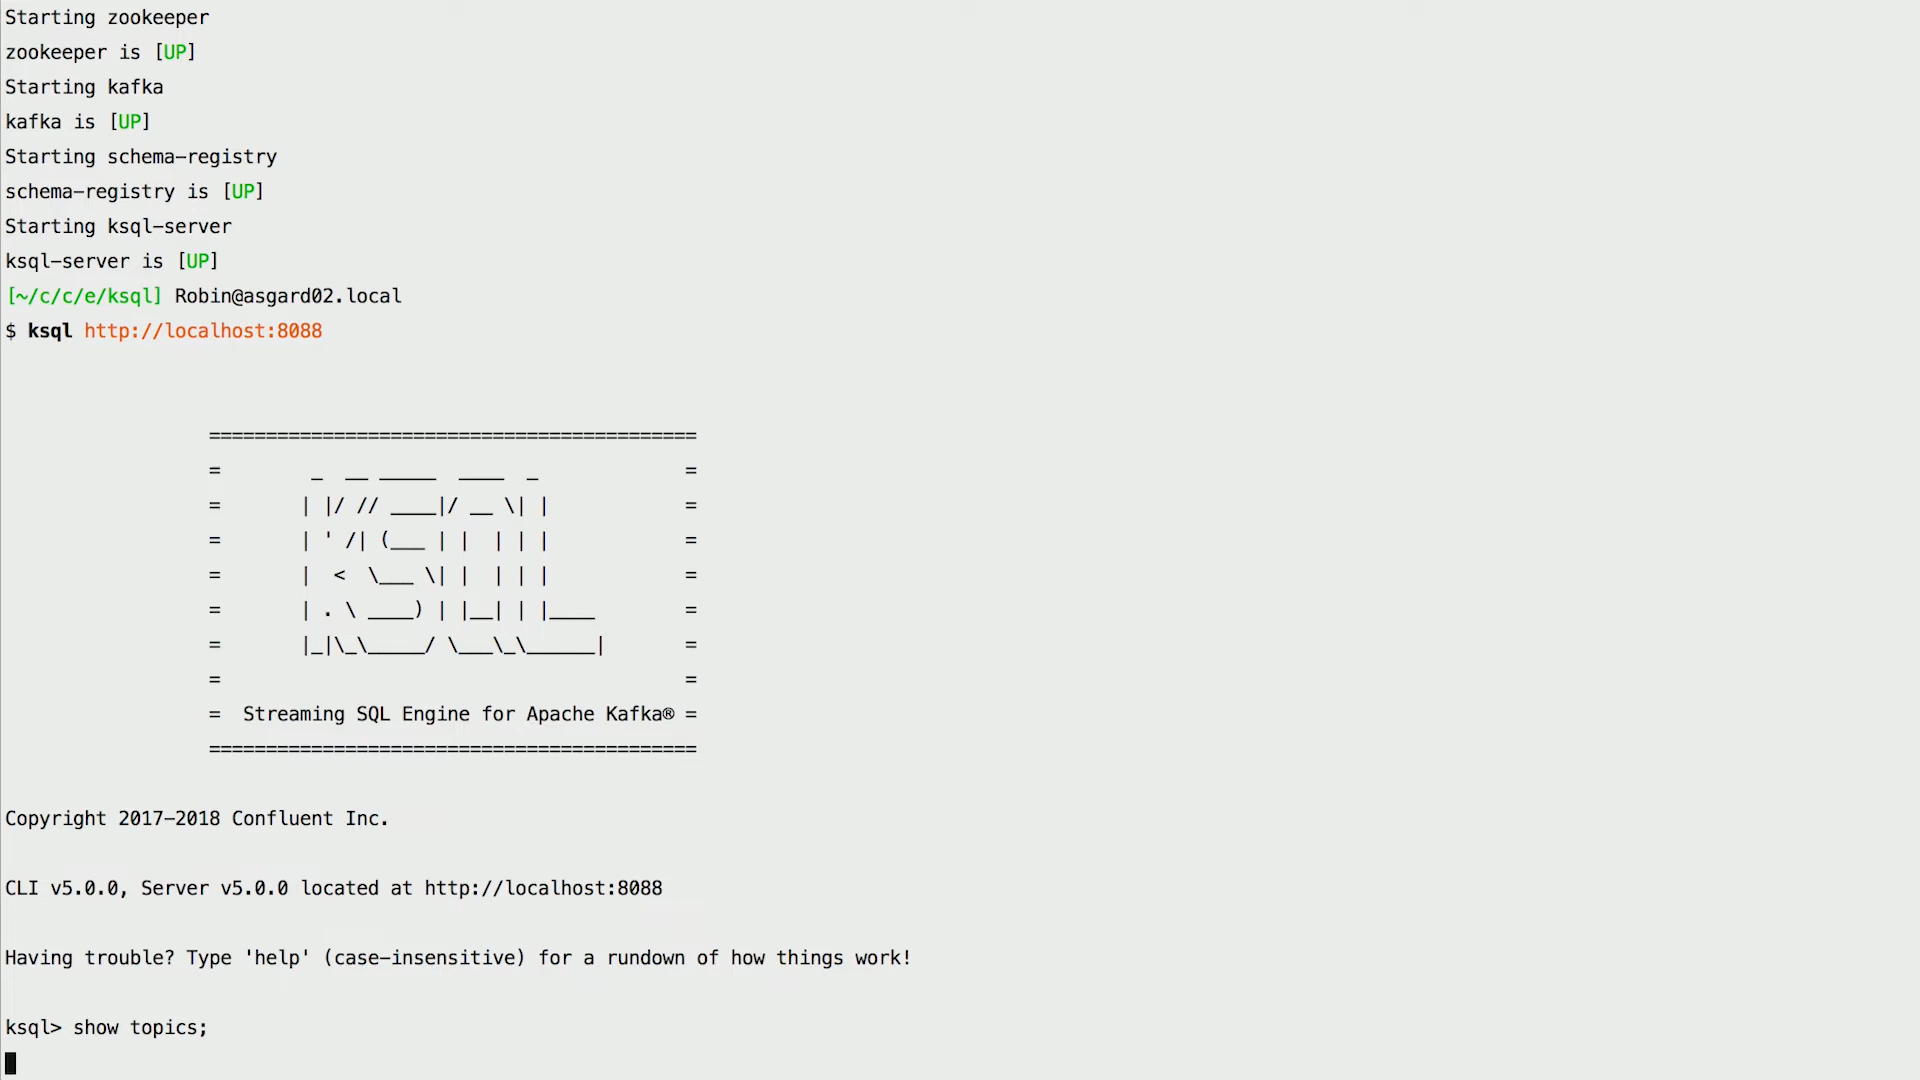 Starting zookeeper
zookeeper is [UP]
Starting kafka
kafka is [UP]
Starting schema-registry
schema-registry is [UP]
Starting ksql-server
ksql-server is [UP]
[~/c/c/e/ksql] Robin@asgard02.local
$ ksql http://localhost:8088
===========================================
=        _  __ _____  ____  _             =
=       | |/ // ____|/ __ \| |            =
=       | ' /| (___ | |  | | |            =
=       |  <  \___ \| |  | | |            =
=       | . \ ____) | |__| | |____        =
=       |_|\_\_____/ \___\_\______|       =
=                                         =
=  Streaming SQL Engine for Apache Kafka® =
===========================================
Copyright 2017-2018 Confluent Inc.
CLI v5.0.0, Server v5.0.0 located at http://localhost:8088
Having trouble? Type 'help' (case-insensitive) for a rundown of how things work!
ksql> show topics;